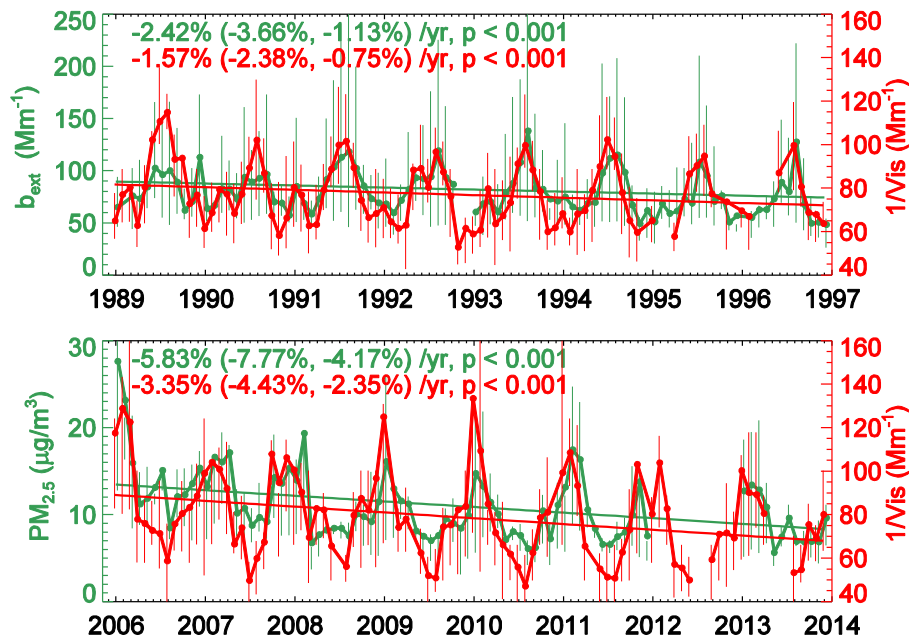 -2.42% (-3.66%, -1.13%) /yr, p < 0.001
-1.57% (-2.38%, -0.75%) /yr, p < 0.001
250
200
150
100
50
0
b_ext (Mm⁻¹)
160
140
120
100
80
60
40
1/Vis (Mm⁻¹)
1989 1990 1991 1992 1993 1994 1995 1996 1997
-5.83% (-7.77%, -4.17%) /yr, p < 0.001
-3.35% (-4.43%, -2.35%) /yr, p < 0.001
30
20
10
0
PM₂.₅ (μg/m³)
160
140
120
100
80
60
40
1/Vis (Mm⁻¹)
2006 2007 2008 2009 2010 2011 2012 2013 2014